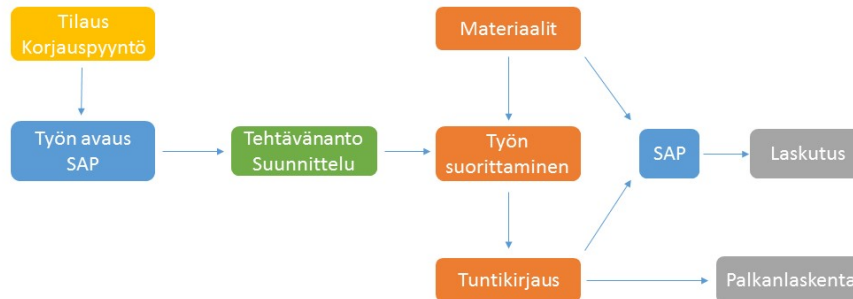 Tilaus
Korjauspyyntö
Materiaalit
Työn avaus
SAP
Tehtävänanto
Suunnittelu
Työn
suorittaminen
SAP
Laskutus
Tuntikirjaus
Palkanlaskenta